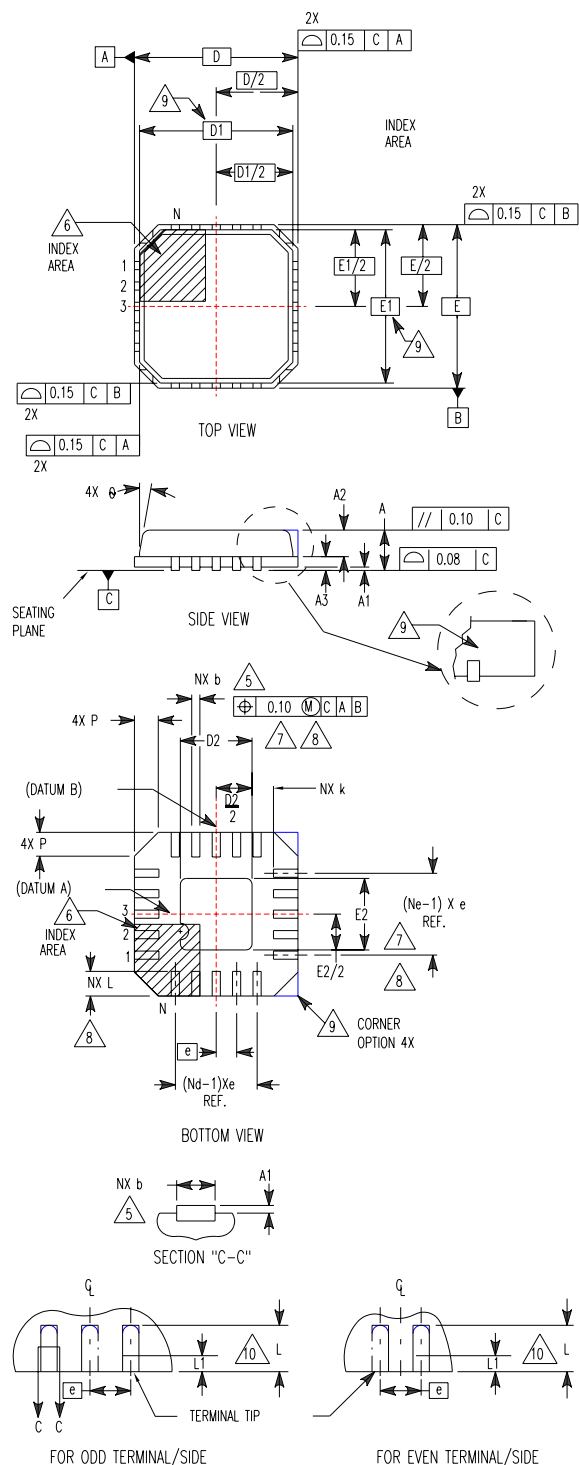 2X
⌓ 0.15 C A
A
D
D/2
9
D1
D1/2
INDEX
AREA
2X
⌓ 0.15 C B
N
6
INDEX
AREA
1
2
3
E1/2
E/2
E1
E
9
⌓ 0.15 C B
2X
B
⌓ 0.15 C A
2X
TOP VIEW
4X θ
A2
A
// 0.10 C
⌓ 0.08 C
A3
A1
C
SEATING
PLANE
SIDE VIEW
9
NX b
5
⌖ 0.10 Ⓜ C A B
4X P
D2
7
8
(DATUM B)
D2
2
NX k
4X P
(DATUM A)
(Ne-1) X e
REF.
6
INDEX
AREA
3
2
1
E2
E2/2
7
8
NX L
8
N
9
CORNER
OPTION 4X
e
(Nd-1)Xe
REF.
BOTTOM VIEW
NX b
5
A1
SECTION "C-C"
℄
℄
L
10
L1
e
L
10
L1
e
C
C
TERMINAL TIP
FOR ODD TERMINAL/SIDE
FOR EVEN TERMINAL/SIDE